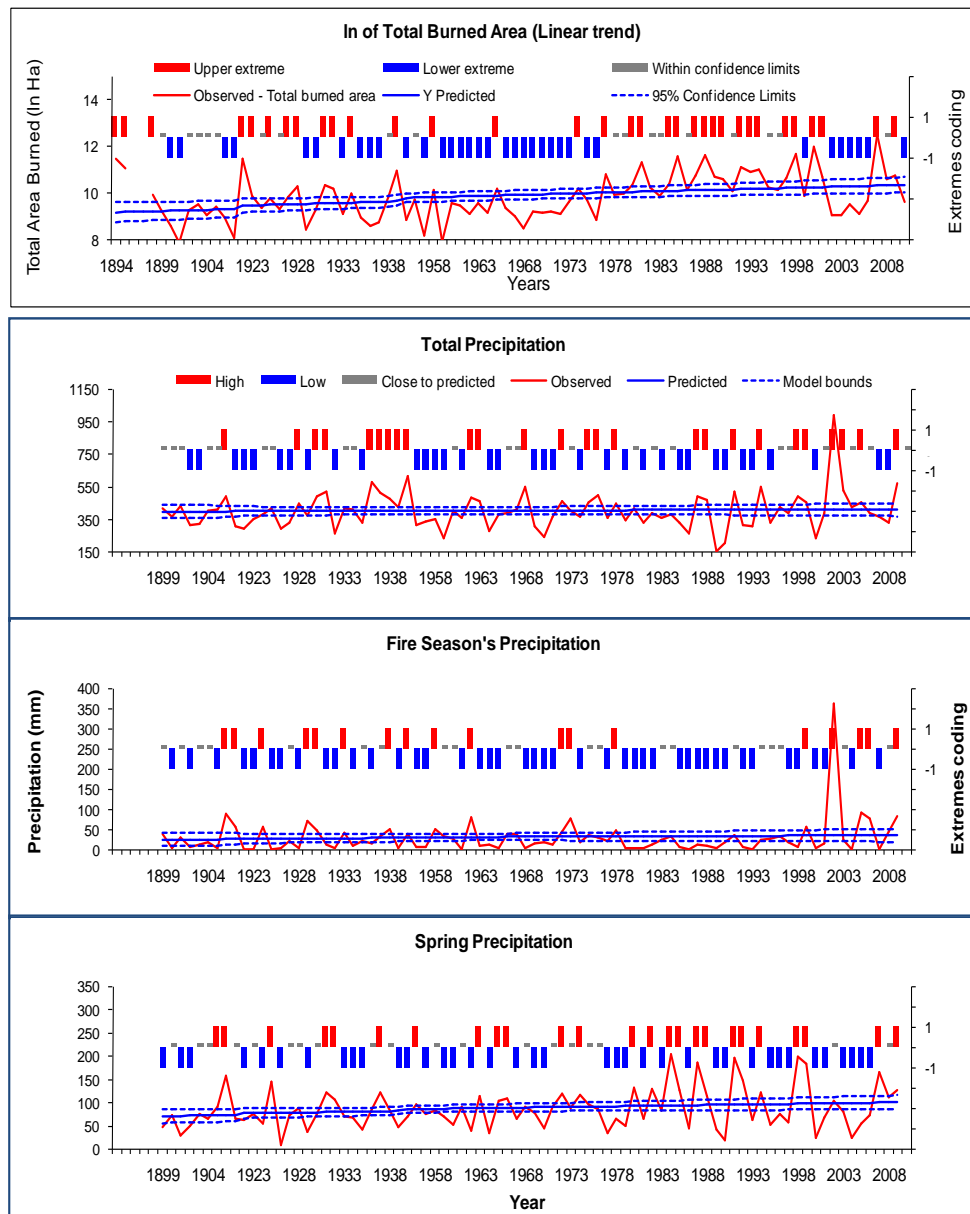 ln of Total Burned Area (Linear trend)
Upper extreme Lower extreme Within confidence limits
Observed - Total burned area Y Predicted 95% Confidence Limits
Total Area Burned (ln Ha)
14
12
10
8
1
-1
Extremes coding
1894 1899 1904 1923 1928 1933 1938 1958 1963 1968 1973 1978 1983 1988 1993 1998 2003 2008
Years
Total Precipitation
High Low Close to predicted Observed Predicted Model bounds
1150
950
750
550
350
150
1
-1
1899 1904 1923 1928 1933 1938 1958 1963 1968 1973 1978 1983 1988 1993 1998 2003 2008
Fire Season's Precipitation
Precipitation (mm)
400
350
300
250
200
150
100
50
0
1
-1
Extremes coding
1899 1904 1923 1928 1933 1938 1958 1963 1968 1973 1978 1983 1988 1993 1998 2003 2008
Spring Precipitation
350
300
250
200
150
100
50
0
1
-1
1899 1904 1923 1928 1933 1938 1958 1963 1968 1973 1978 1983 1988 1993 1998 2003 2008
Year